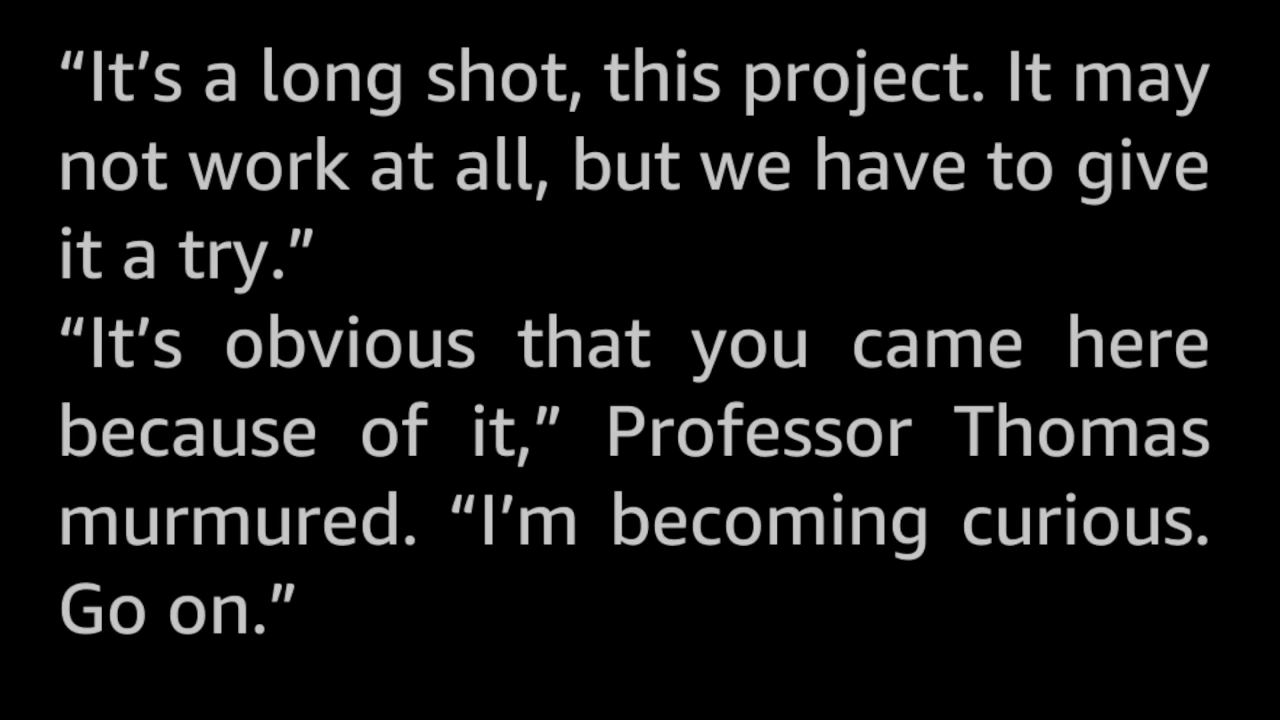 “It’s a long shot, this project. It may
not work at all, but we have to give
it a try.”
“It’s obvious that you came here
because of it,” Professor Thomas
murmured. “I’m becoming curious.
Go on.”